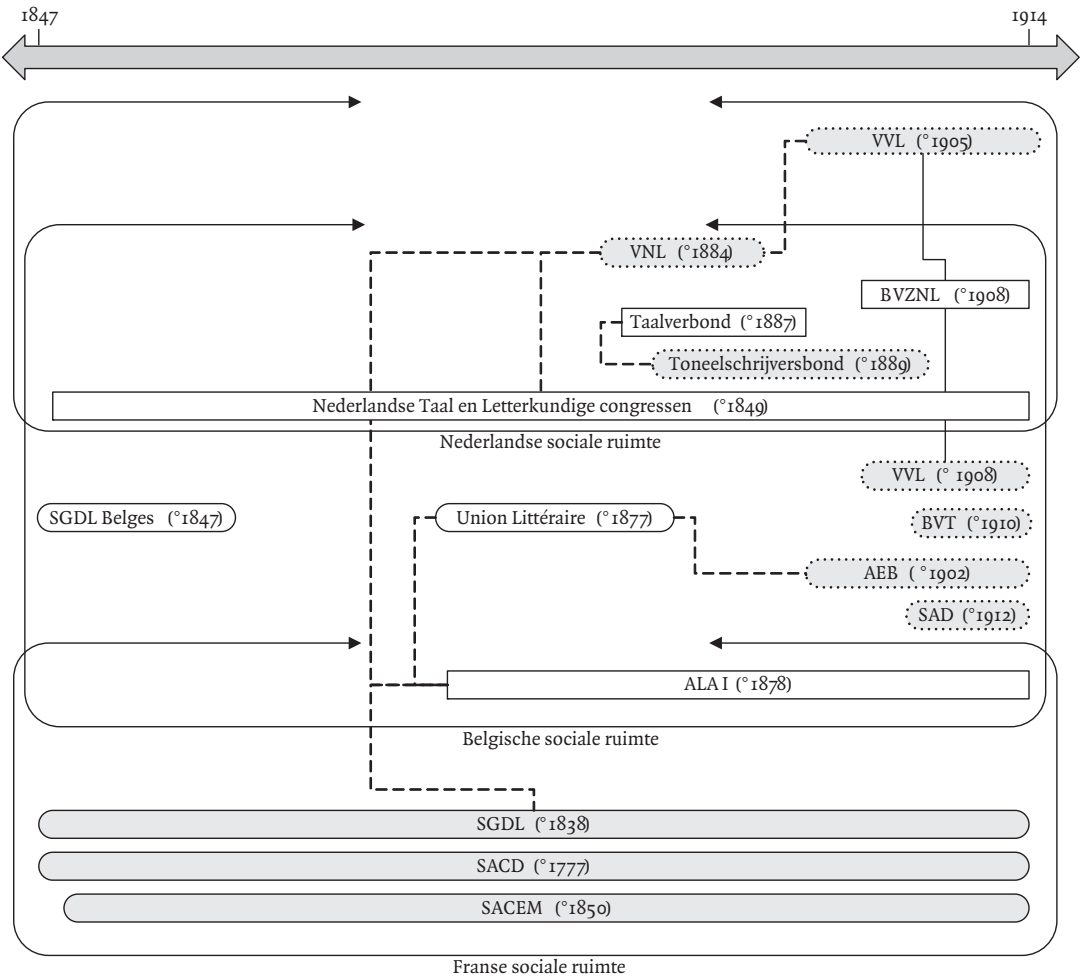 1847 1914
VVL (°1905)
VNL (°1884)
BVZNL (°1908)
Taalverbond (°1887)
Toneelschrijversbond (°1889)
Nederlandse Taal en Letterkundige congressen (°1849)
Nederlandse sociale ruimte
VVL (° 1908)
SGDL Belges (°1847) Union Littéraire (°1877) BVT (°1910)
AEB ( °1902)
SAD (°1912)
ALA I (°1878)
Belgische sociale ruimte
SGDL (°1838)
SACD (°1777)
SACEM (°1850)
Franse sociale ruimte